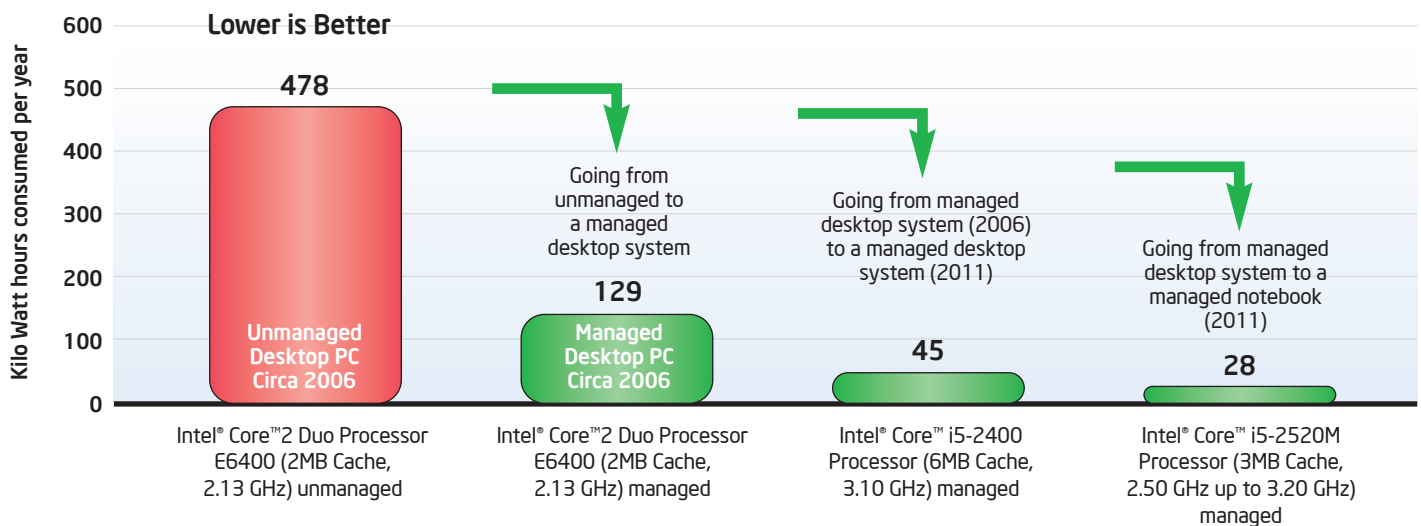 Kilo Watt hours consumed per year
600
500
400
300
200
100
0
Lower is Better
478
Unmanaged
Desktop PC
Circa 2006
Going from
unmanaged to
a managed
desktop system
129
Managed
Desktop PC
Circa 2006
Going from managed
desktop system (2006)
to a managed desktop
system (2011)
45
Going from managed
desktop system to a
managed notebook
(2011)
28
Intel® Core™2 Duo Processor
E6400 (2MB Cache,
2.13 GHz) unmanaged
Intel® Core™2 Duo Processor
E6400 (2MB Cache,
2.13 GHz) managed
Intel® Core™ i5-2400
Processor (6MB Cache,
3.10 GHz) managed
Intel® Core™ i5-2520M
Processor (3MB Cache,
2.50 GHz up to 3.20 GHz)
managed